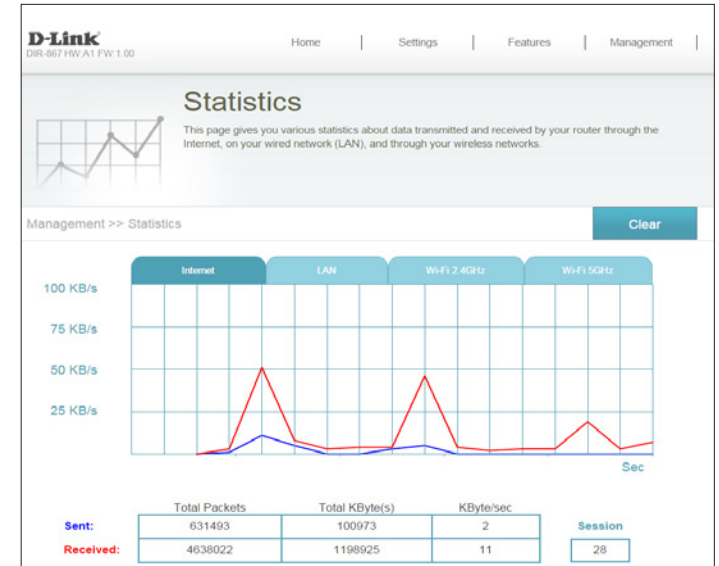 D-Link
DIR-867 HW:A1 FW:1.00
Home | Settings | Features | Management |
Statistics
This page gives you various statistics about data transmitted and received by your router through the
Internet, on your wired network (LAN), and through your wireless networks.
Management >> Statistics
Clear
Internet LAN Wi-Fi 2.4GHz Wi-Fi 5GHz
100 KB/s
75 KB/s
50 KB/s
25 KB/s
Sec
Total Packets Total KByte(s) KByte/sec
Sent: 631493 100973 2 Session
Received: 4638022 1198925 11 28